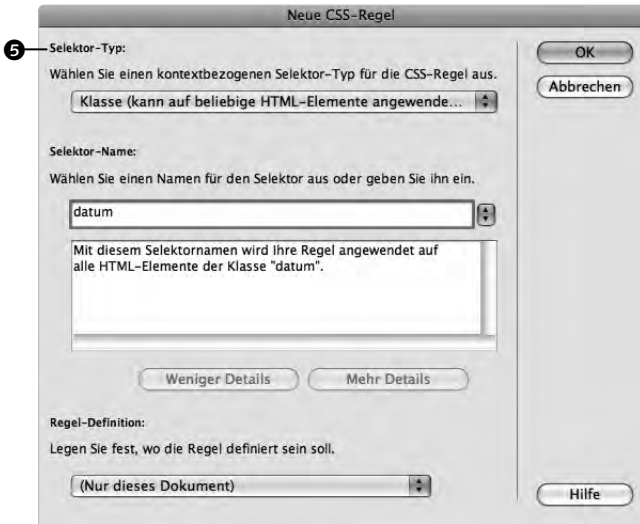 Neue CSS-Regel
5
Selektor-Typ:
Wählen Sie einen kontextbezogenen Selektor-Typ für die CSS-Regel aus.
Klasse (kann auf beliebige HTML-Elemente angewende...
Selektor-Name:
Wählen Sie einen Namen für den Selektor aus oder geben Sie ihn ein.
datum
Mit diesem Selektornamen wird Ihre Regel angewendet auf
alle HTML-Elemente der Klasse "datum".
Weniger Details
Mehr Details
Regel-Definition:
Legen Sie fest, wo die Regel definiert sein soll.
(Nur dieses Dokument)
OK
Abbrechen
Hilfe